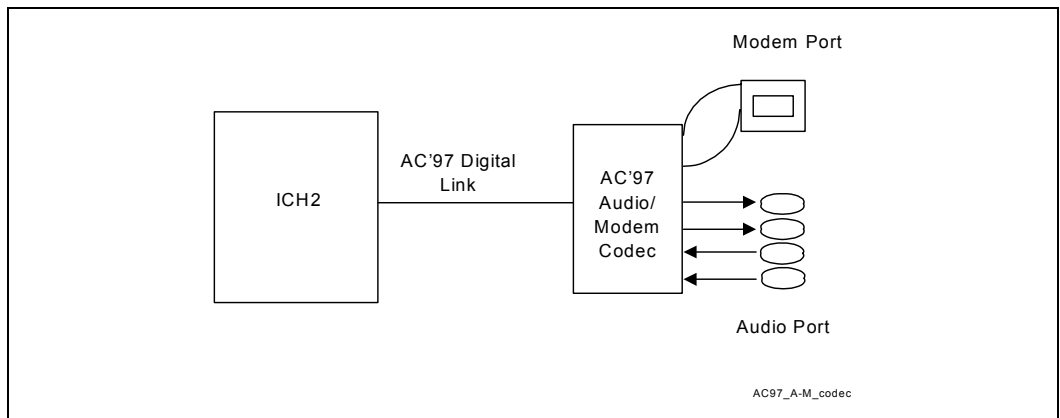 Modem Port
ICH2
AC'97 Digital
Link
AC'97
Audio/
Modem
Codec
Audio Port
AC97_A-M_codec